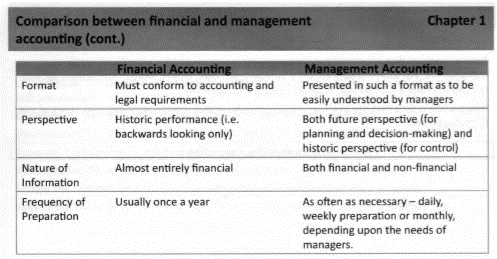 Comparison between financial and management Chapter 1
accounting (cont.)
Financial Accounting Management Accounting
Format Must conform to accounting and Presented in such a format as to be
legal requirements easily understood by managers
Perspective Historic performance (i.e. Both future perspective (for
backwards looking only) planning and decision-making) and
historic perspective (for control)
Nature of Almost entirely financial Both financial and non-financial
Information
Frequency of Usually once a year As often as necessary – daily,
Preparation weekly preparation or monthly,
depending upon the needs of
managers.